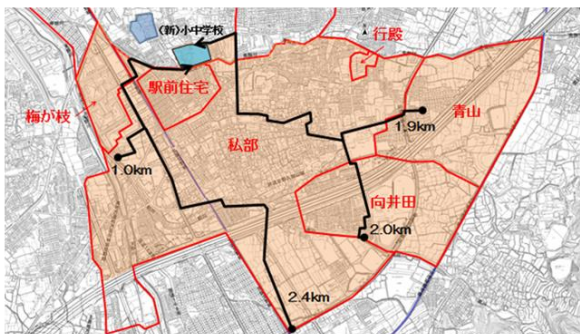 (新)小中学校
行殿
駅前住宅
梅が枝
青山
私部
1.9km
1.0km
向井田
2.0km
2.4km